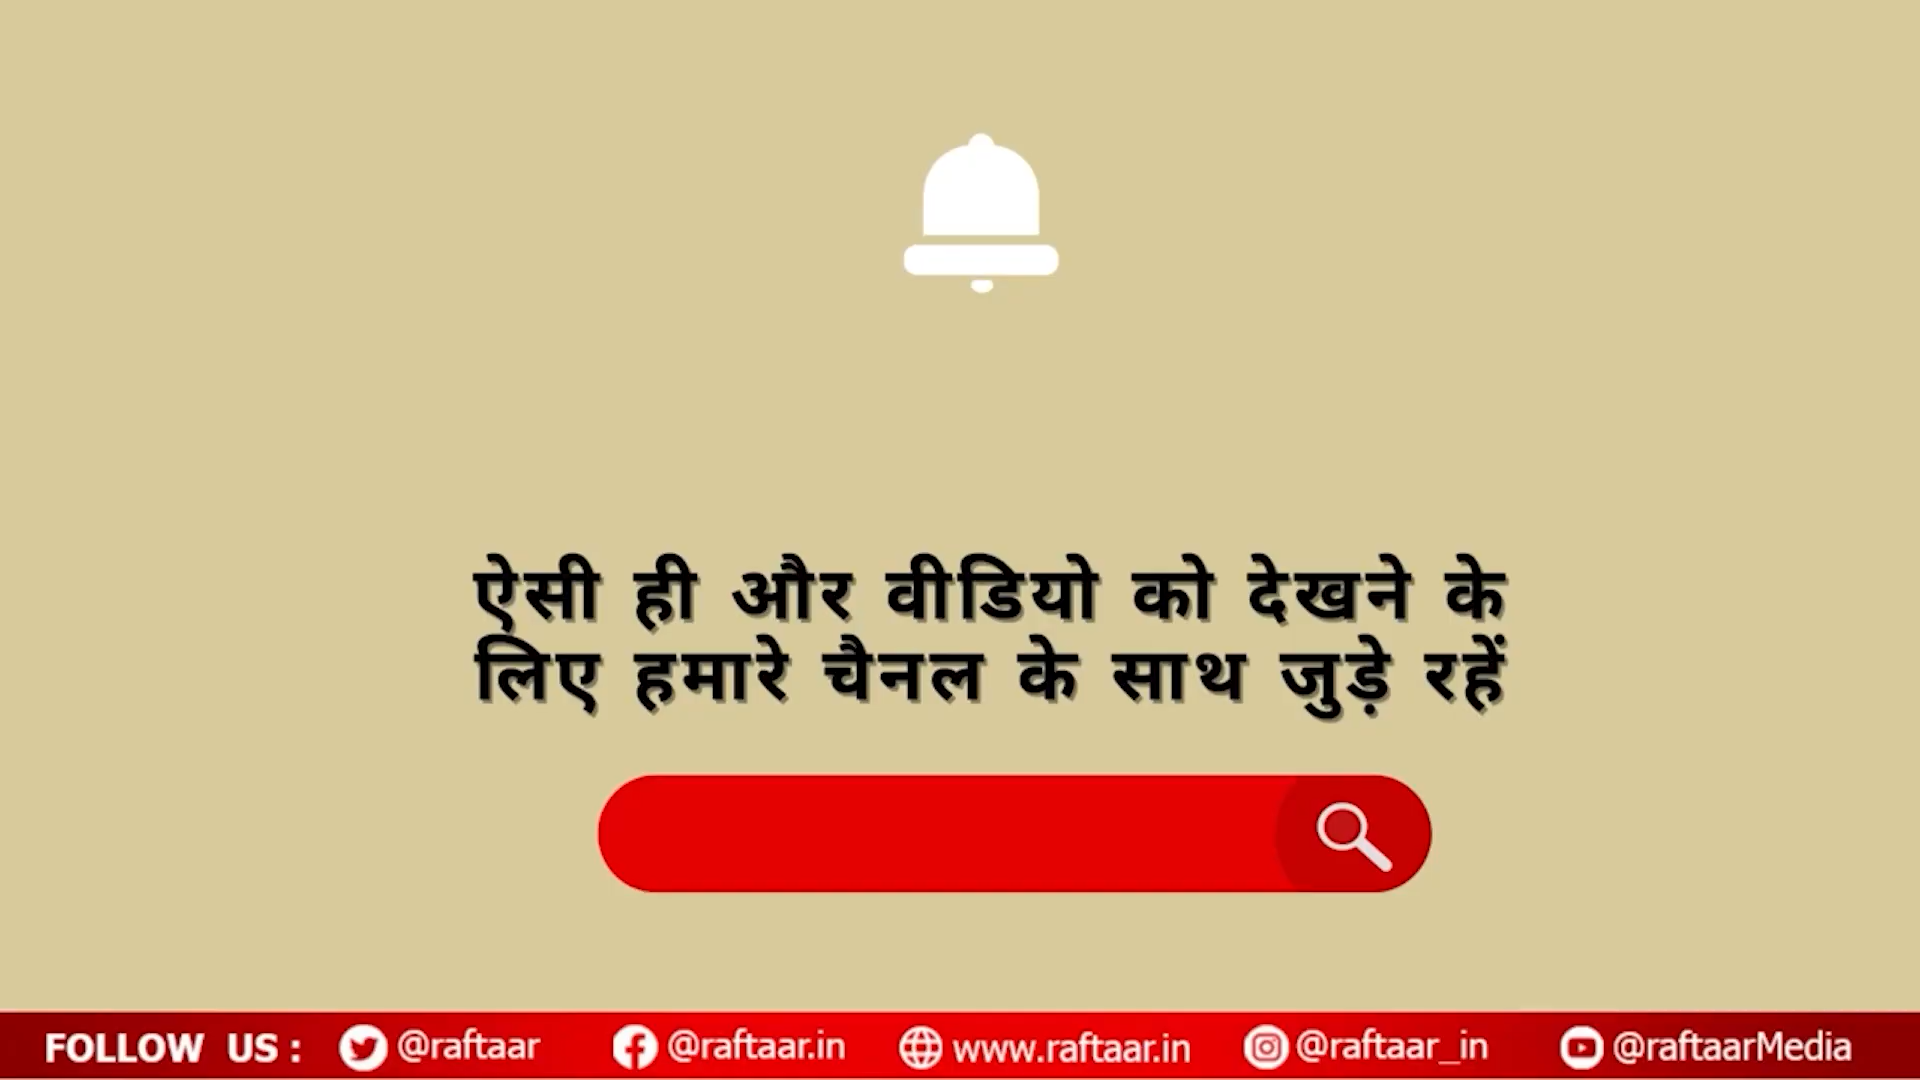 ऐसी ही और वीडियो को देखने के
लिए हमारे चैनल के साथ जुड़े रहें
FOLLOW US : @raftaar @raftaar.in www.raftaar.in @raftaar_in @raftaarMedia